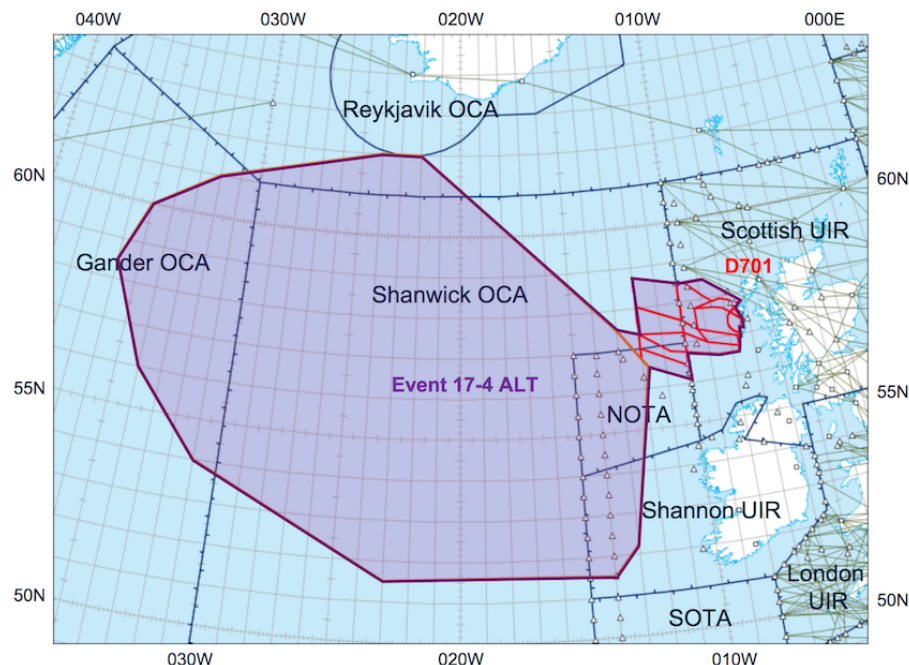 040W 030W 020W 010W 000E
Reykjavik OCA
60N 60N
Scottish UIR
Gander OCA D701
Shanwick OCA
55N Event 17-4 ALT 55N
NOTA
Shannon UIR
London
UIR
50N 50N
SOTA
030W 020W 010W